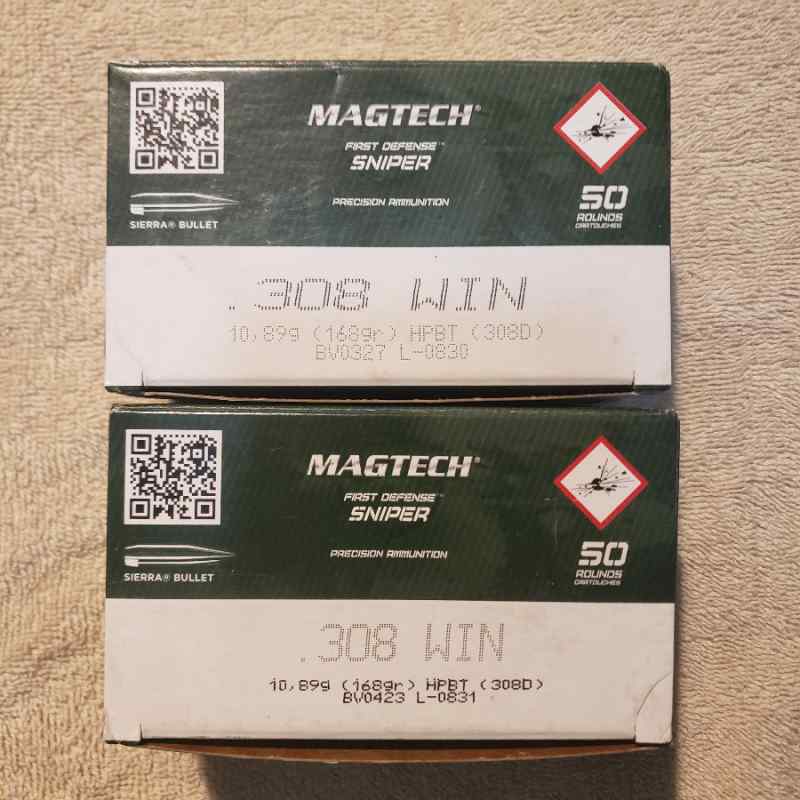 MAGTECH®
FIRST DEFENSE™
SNIPER
PRECISION AMMUNITION
SIERRA® BULLET
50
ROUNDS
CARTOUCHES
.308 WIN
10,89g (168gr) HPBT (308D)
BV0327 L-0830
MAGTECH®
FIRST DEFENSE™
SNIPER
PRECISION AMMUNITION
SIERRA® BULLET
50
ROUNDS
CARTOUCHES
.308 WIN
10,89g (168gr) HPBT (308D)
BV0423 L-0831